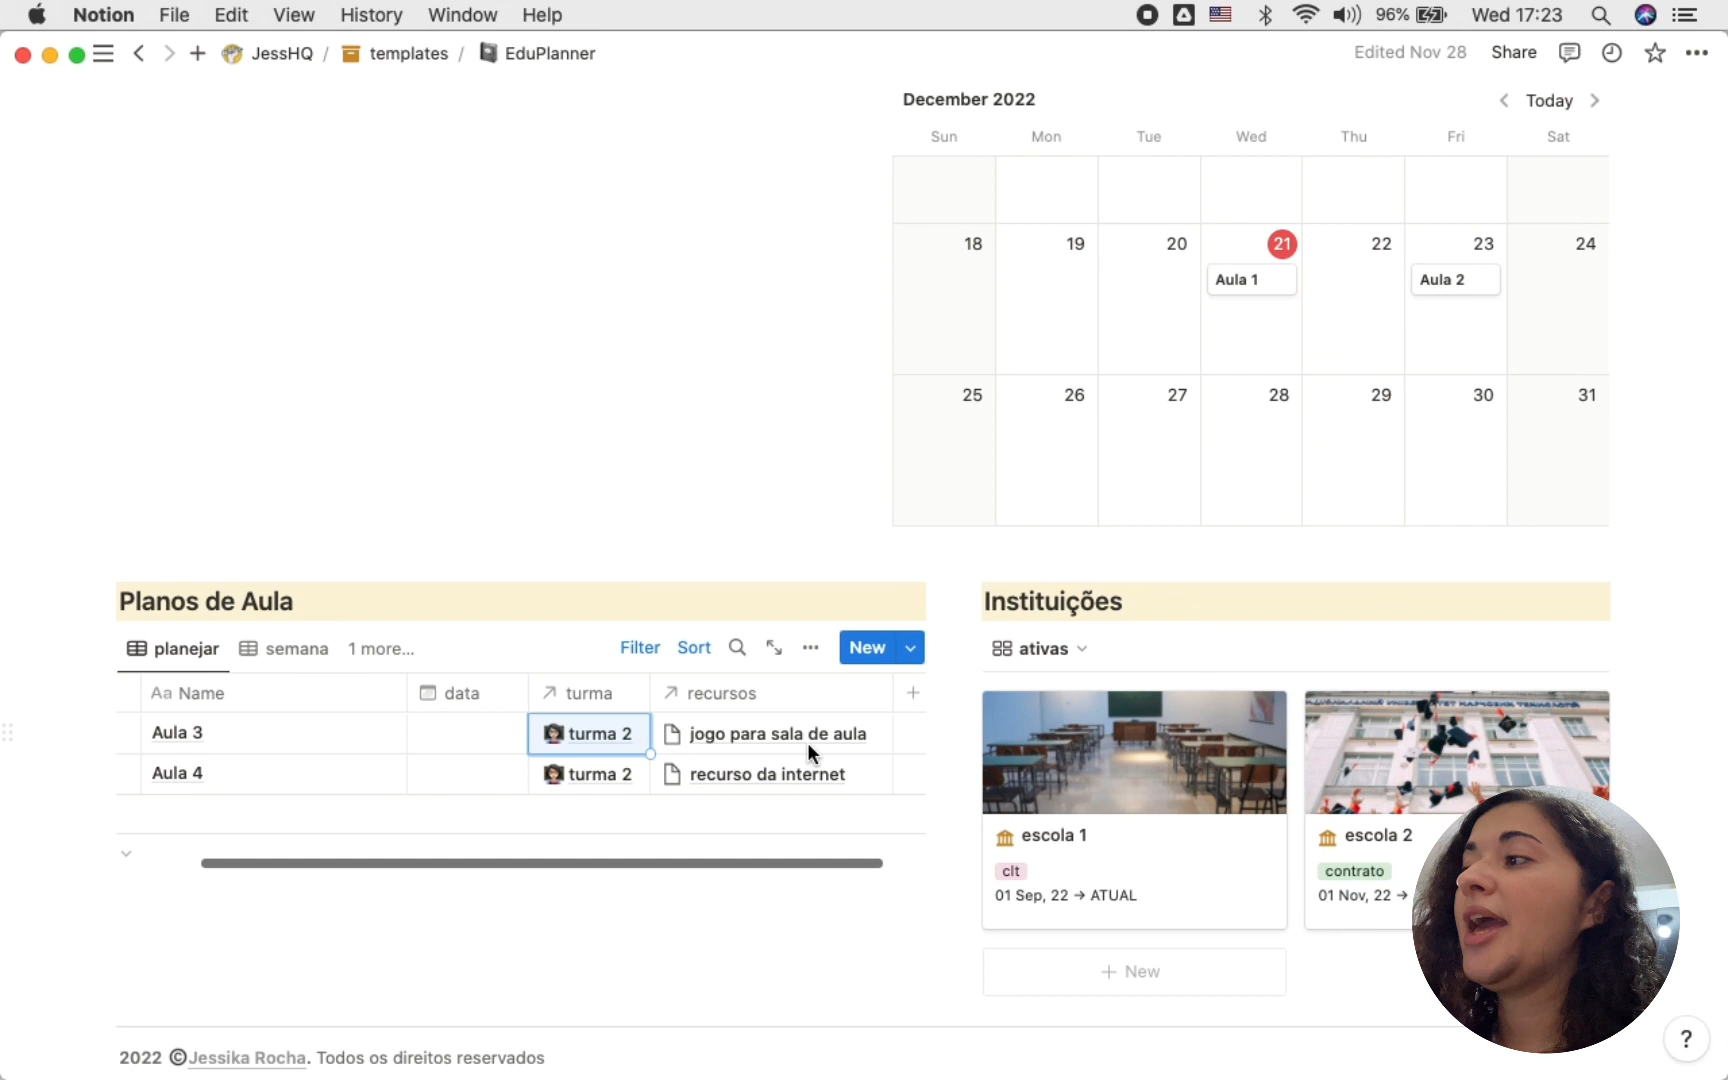 Notion File Edit View History Window Help 96% Wed 17:23
JessHQ / templates / EduPlanner Edited Nov 28 Share
December 2022 Today
Sun Mon Tue Wed Thu Fri Sat
18 19 20 21 22 23 24
Aula 1 Aula 2
25 26 27 28 29 30 31
Planos de Aula
planejar semana 1 more... Filter Sort New
Aa Name data turma recursos
Aula 3 turma 2 jogo para sala de aula
Aula 4 turma 2 recurso da internet
Instituições
ativas
escola 1
clt
01 Sep, 22 → ATUAL
escola 2
contrato
01 Nov, 22 →
+ New
2022 ©Jessika Rocha. Todos os direitos reservados
?